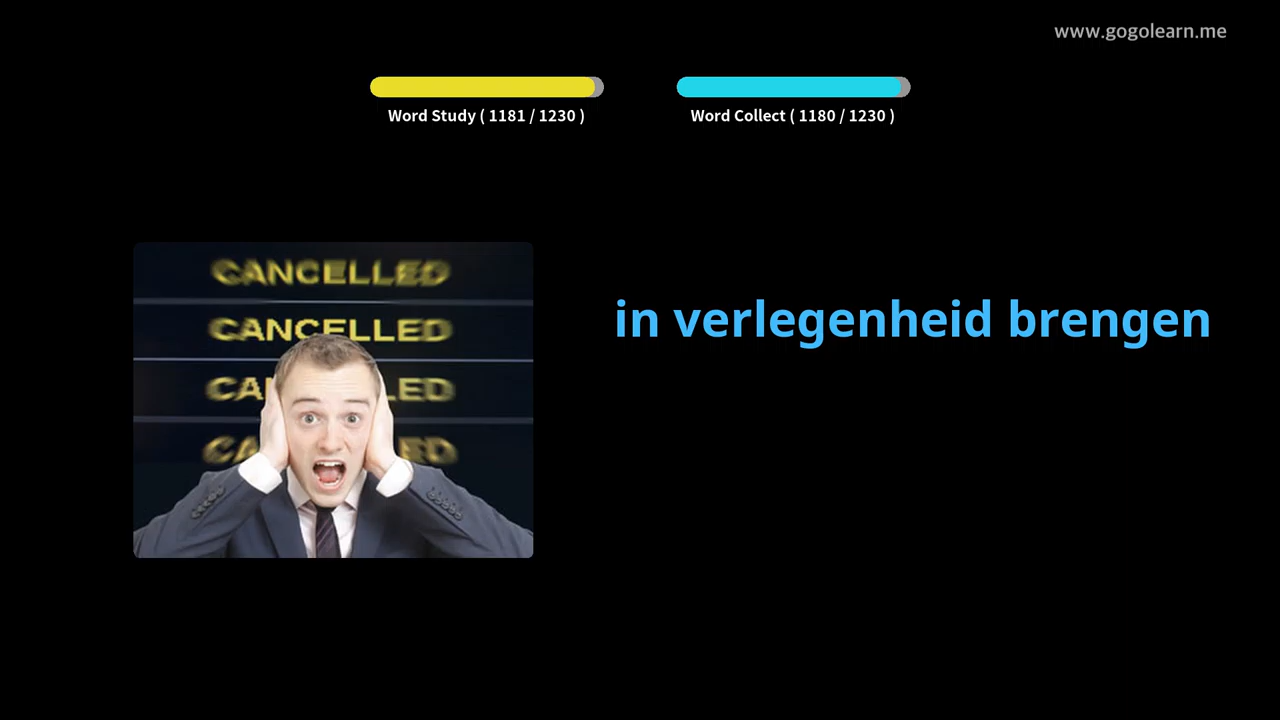 www.gogolearn.me
Word Study ( 1181 / 1230 )
Word Collect ( 1180 / 1230 )
CANCELLED
CANCELLED
in verlegenheid brengen